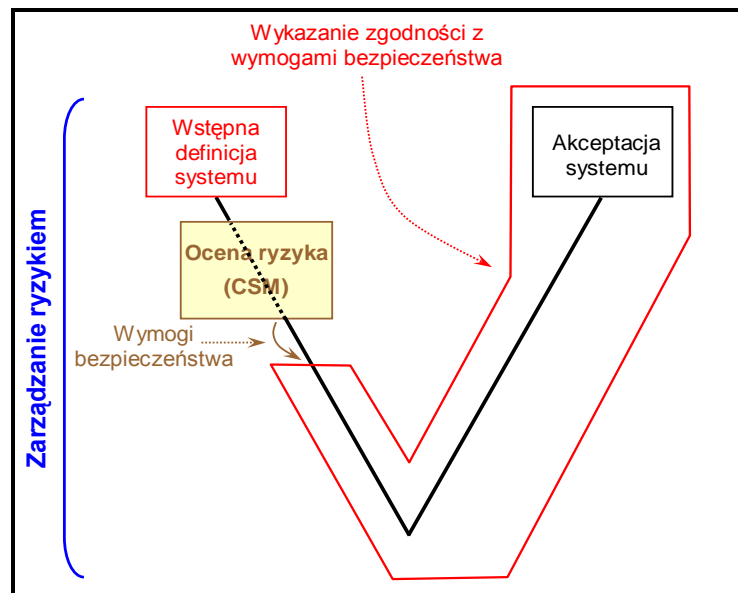 Wykazanie zgodności z
wymogami bezpieczeństwa
Wstępna
definicja
systemu
Akceptacja
systemu
Ocena ryzyka
(CSM)
Wymogi
bezpieczeństwa
Zarządzanie ryzykiem